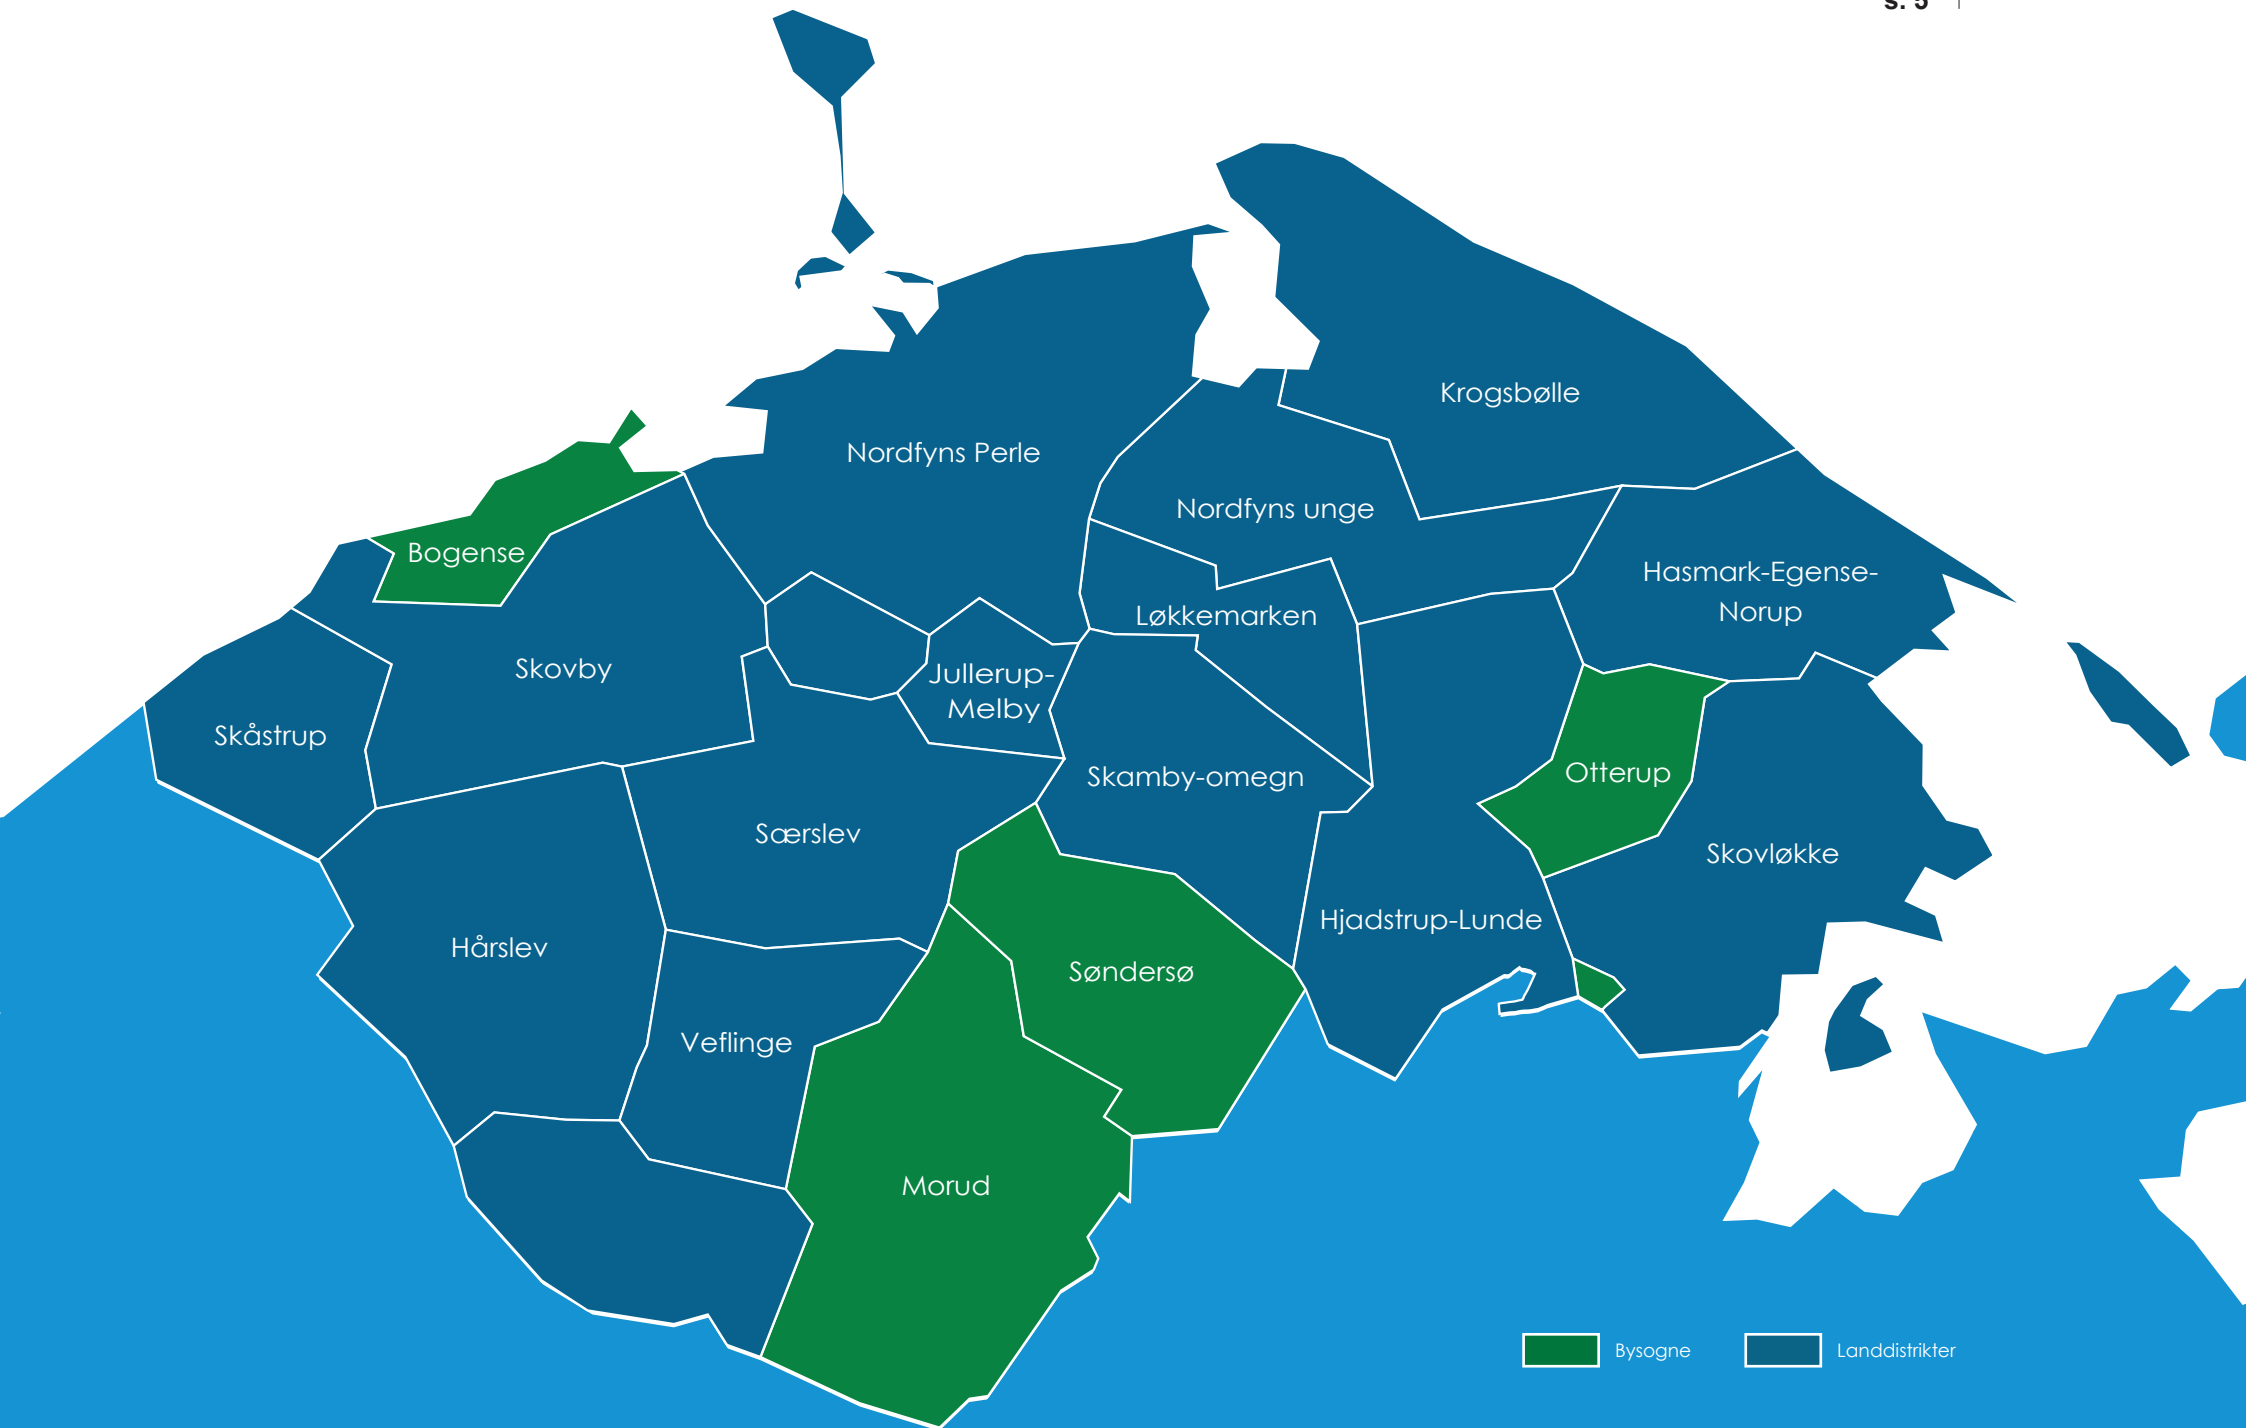 s. 5
Krogsbølle
Nordfyns Perle
Nordfyns unge
Bogense
Hasmark-Egense-
Norup
Løkkemarken
Skovby
Jullerup-
Melby
Skåstrup
Otterup
Skamby-omegn
Særslev
Skovløkke
Hjadstrup-Lunde
Hårslev
Søndersø
Veflinge
Morud
Bysogne
Landdistrikter